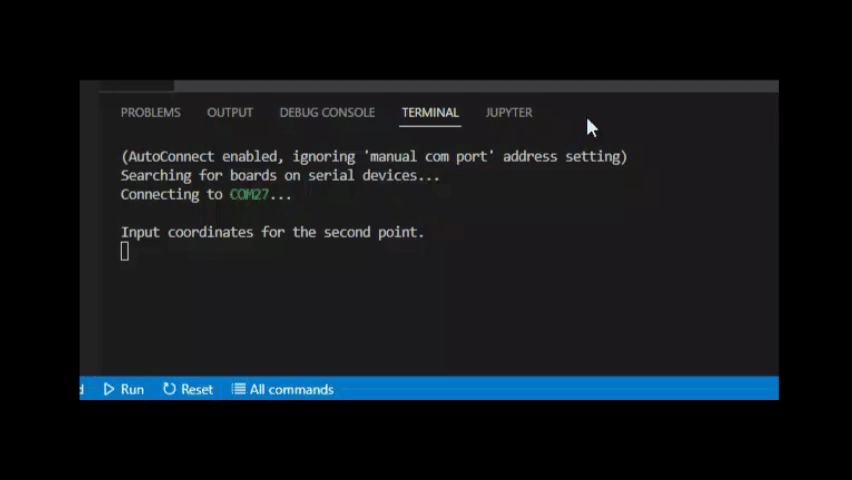 PROBLEMS OUTPUT DEBUG CONSOLE TERMINAL JUPYTER
(AutoConnect enabled, ignoring 'manual com port' address setting)
Searching for boards on serial devices...
Connecting to COM27...
Input coordinates for the second point.
Run Reset All commands